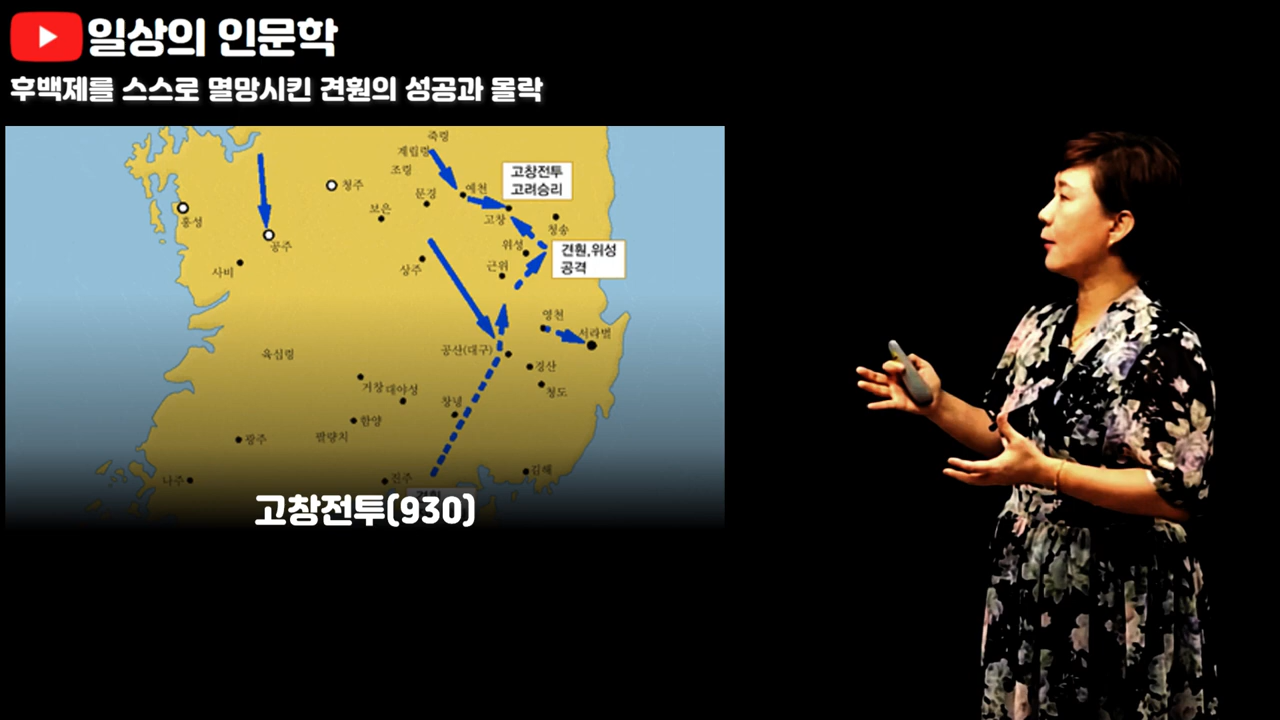 일상의 인문학
후백제를 스스로 멸망시킨 견훤의 성공과 몰락
죽령
계립령
조령
고창전투
고려승리
청주
예천
문경
보은
고창
청송
홍성
공주
위성
견훤,위성
공격
사비
상주
근위
영천
서라벌
공산(대구)
육십령
경산
거창
대야성
청도
창녕
함양
팔량치
광주
김해
나주
진주
고창전투(930)